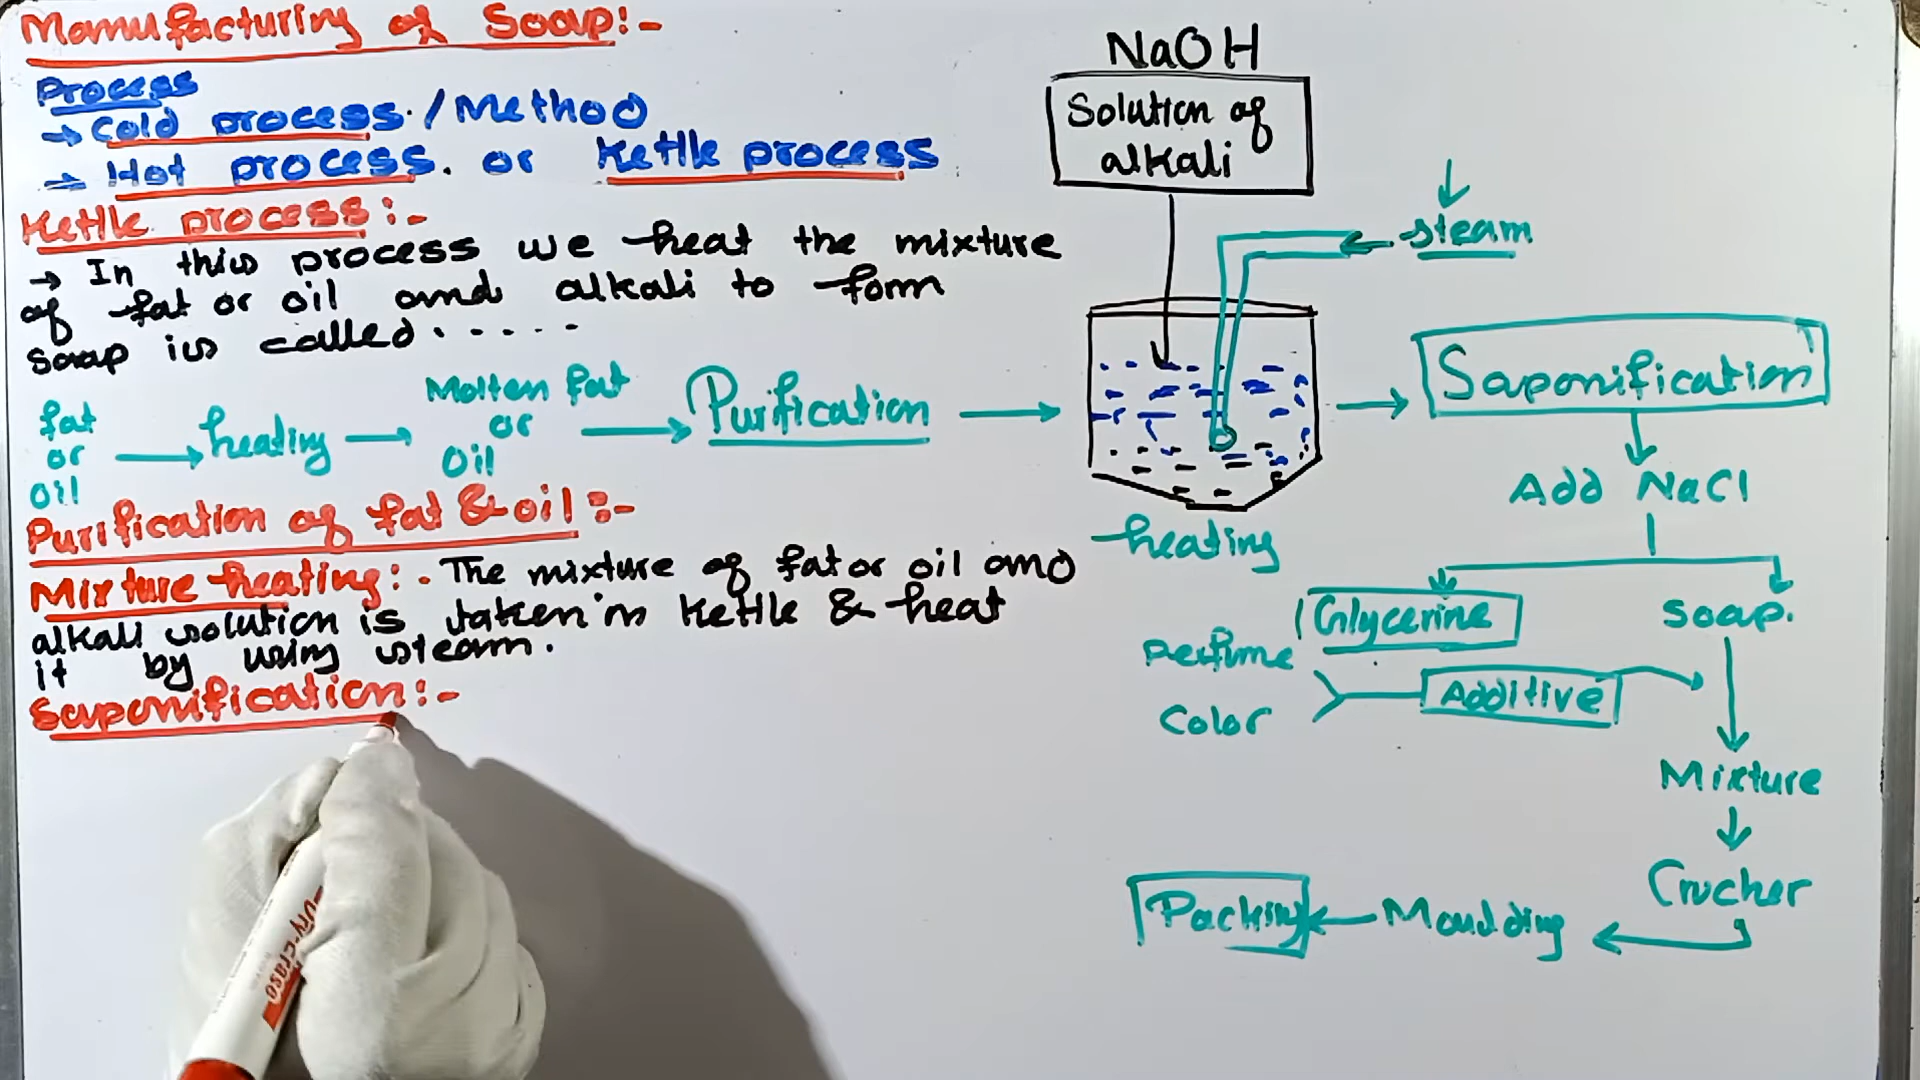 Manufacturing of Soap:-
Process
→ Cold process. / Method
→ Hot process. or Kettle process
Kettle process:-
→ In this process we heat the mixture
of fat or oil and alkali to form
soap is called......
fat
or
oil
→ heating →
Molten fat
or
Oil
→ Purification →
Purification of fat & oil:-
Mixture heating:. The mixture of fat or oil and
alkali solution is taken in kettle & heat
it by using steam.
Saponification:-
NaOH
Solution of
alkali
steam
heating
Saponification
Add NaCl
Glycerine
Soap.
Perfume
Color
Additive
Mixture
Crucher
Moudding
Packing
Dry-Erase